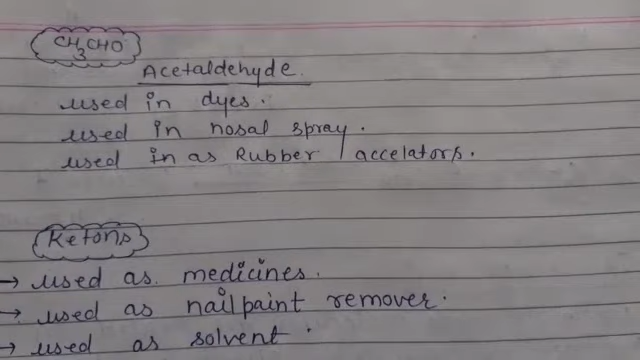 CH3CHO
Acetaldehyde.
used in dyes.
used in nosal spray.
used in as Rubber accelators.
Ketons
→ used as medicines.
→ used as nailpaint remover.
→ used as solvent.